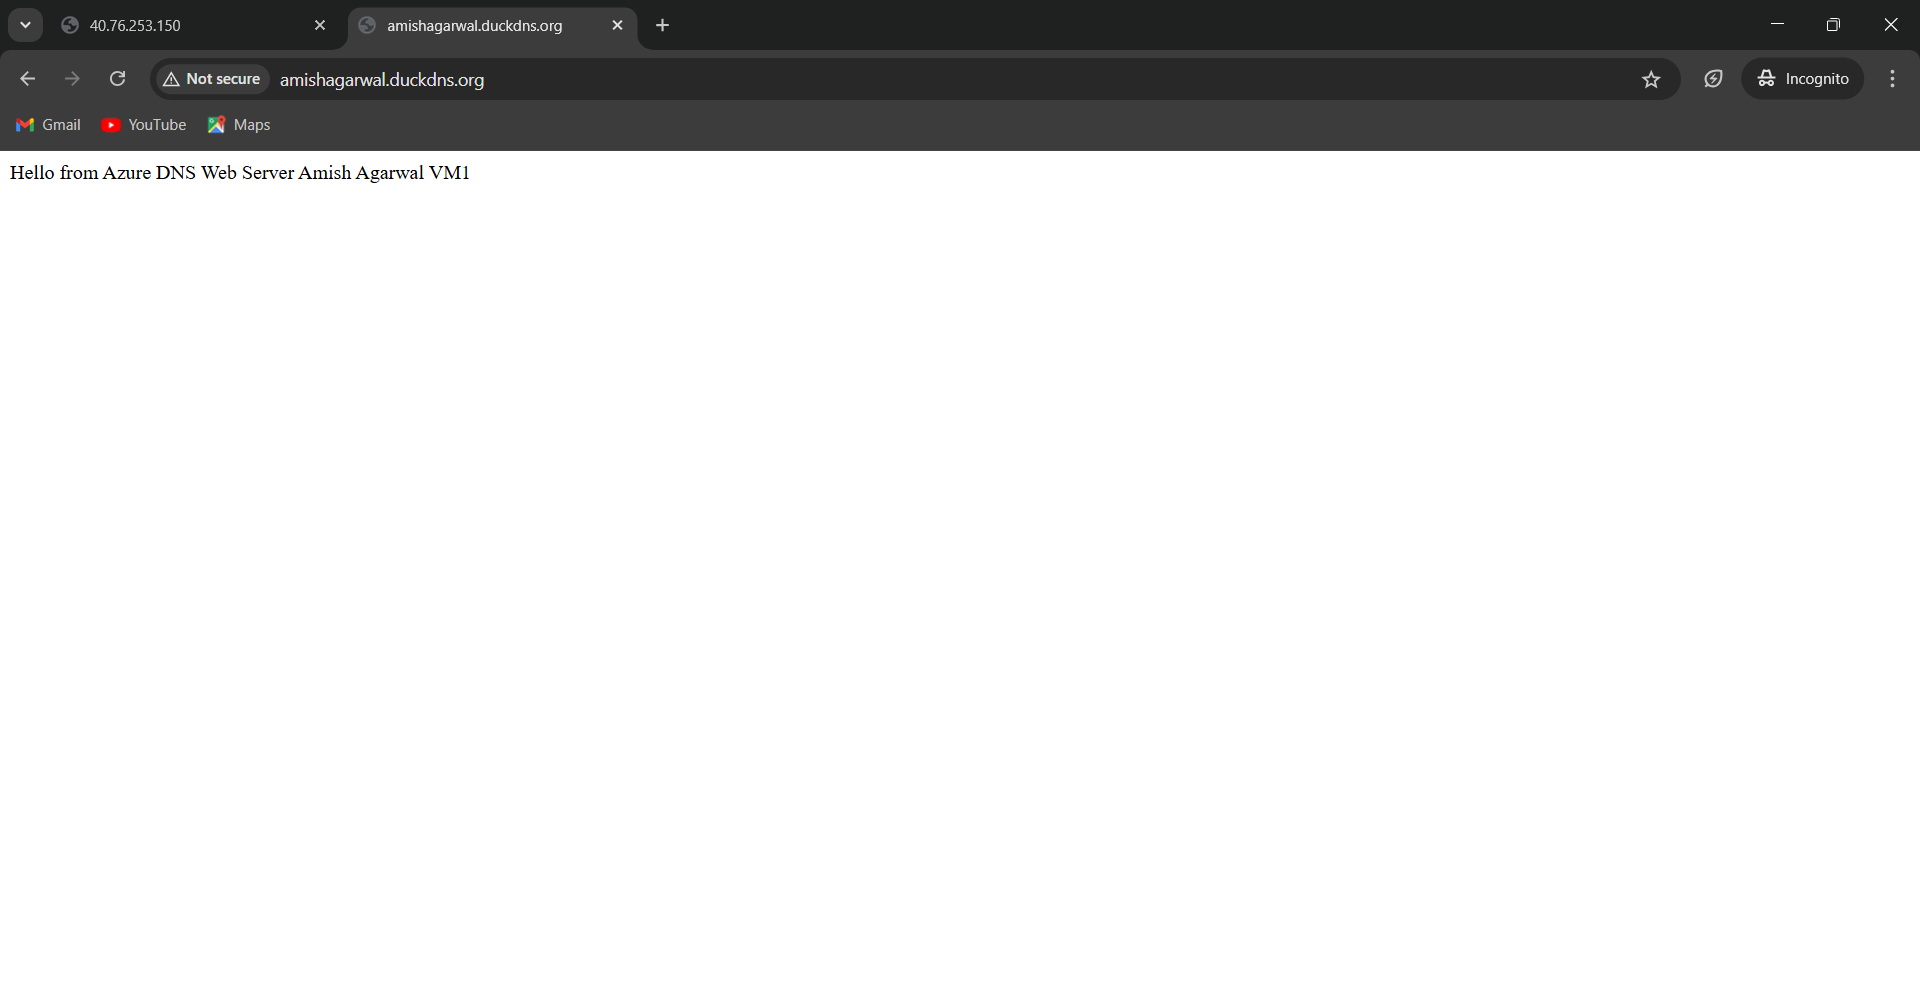 40.76.253.150
amishagarwal.duckdns.org
Not secure
amishagarwal.duckdns.org
Incognito
Gmail
YouTube
Maps
Hello from Azure DNS Web Server Amish Agarwal VM1